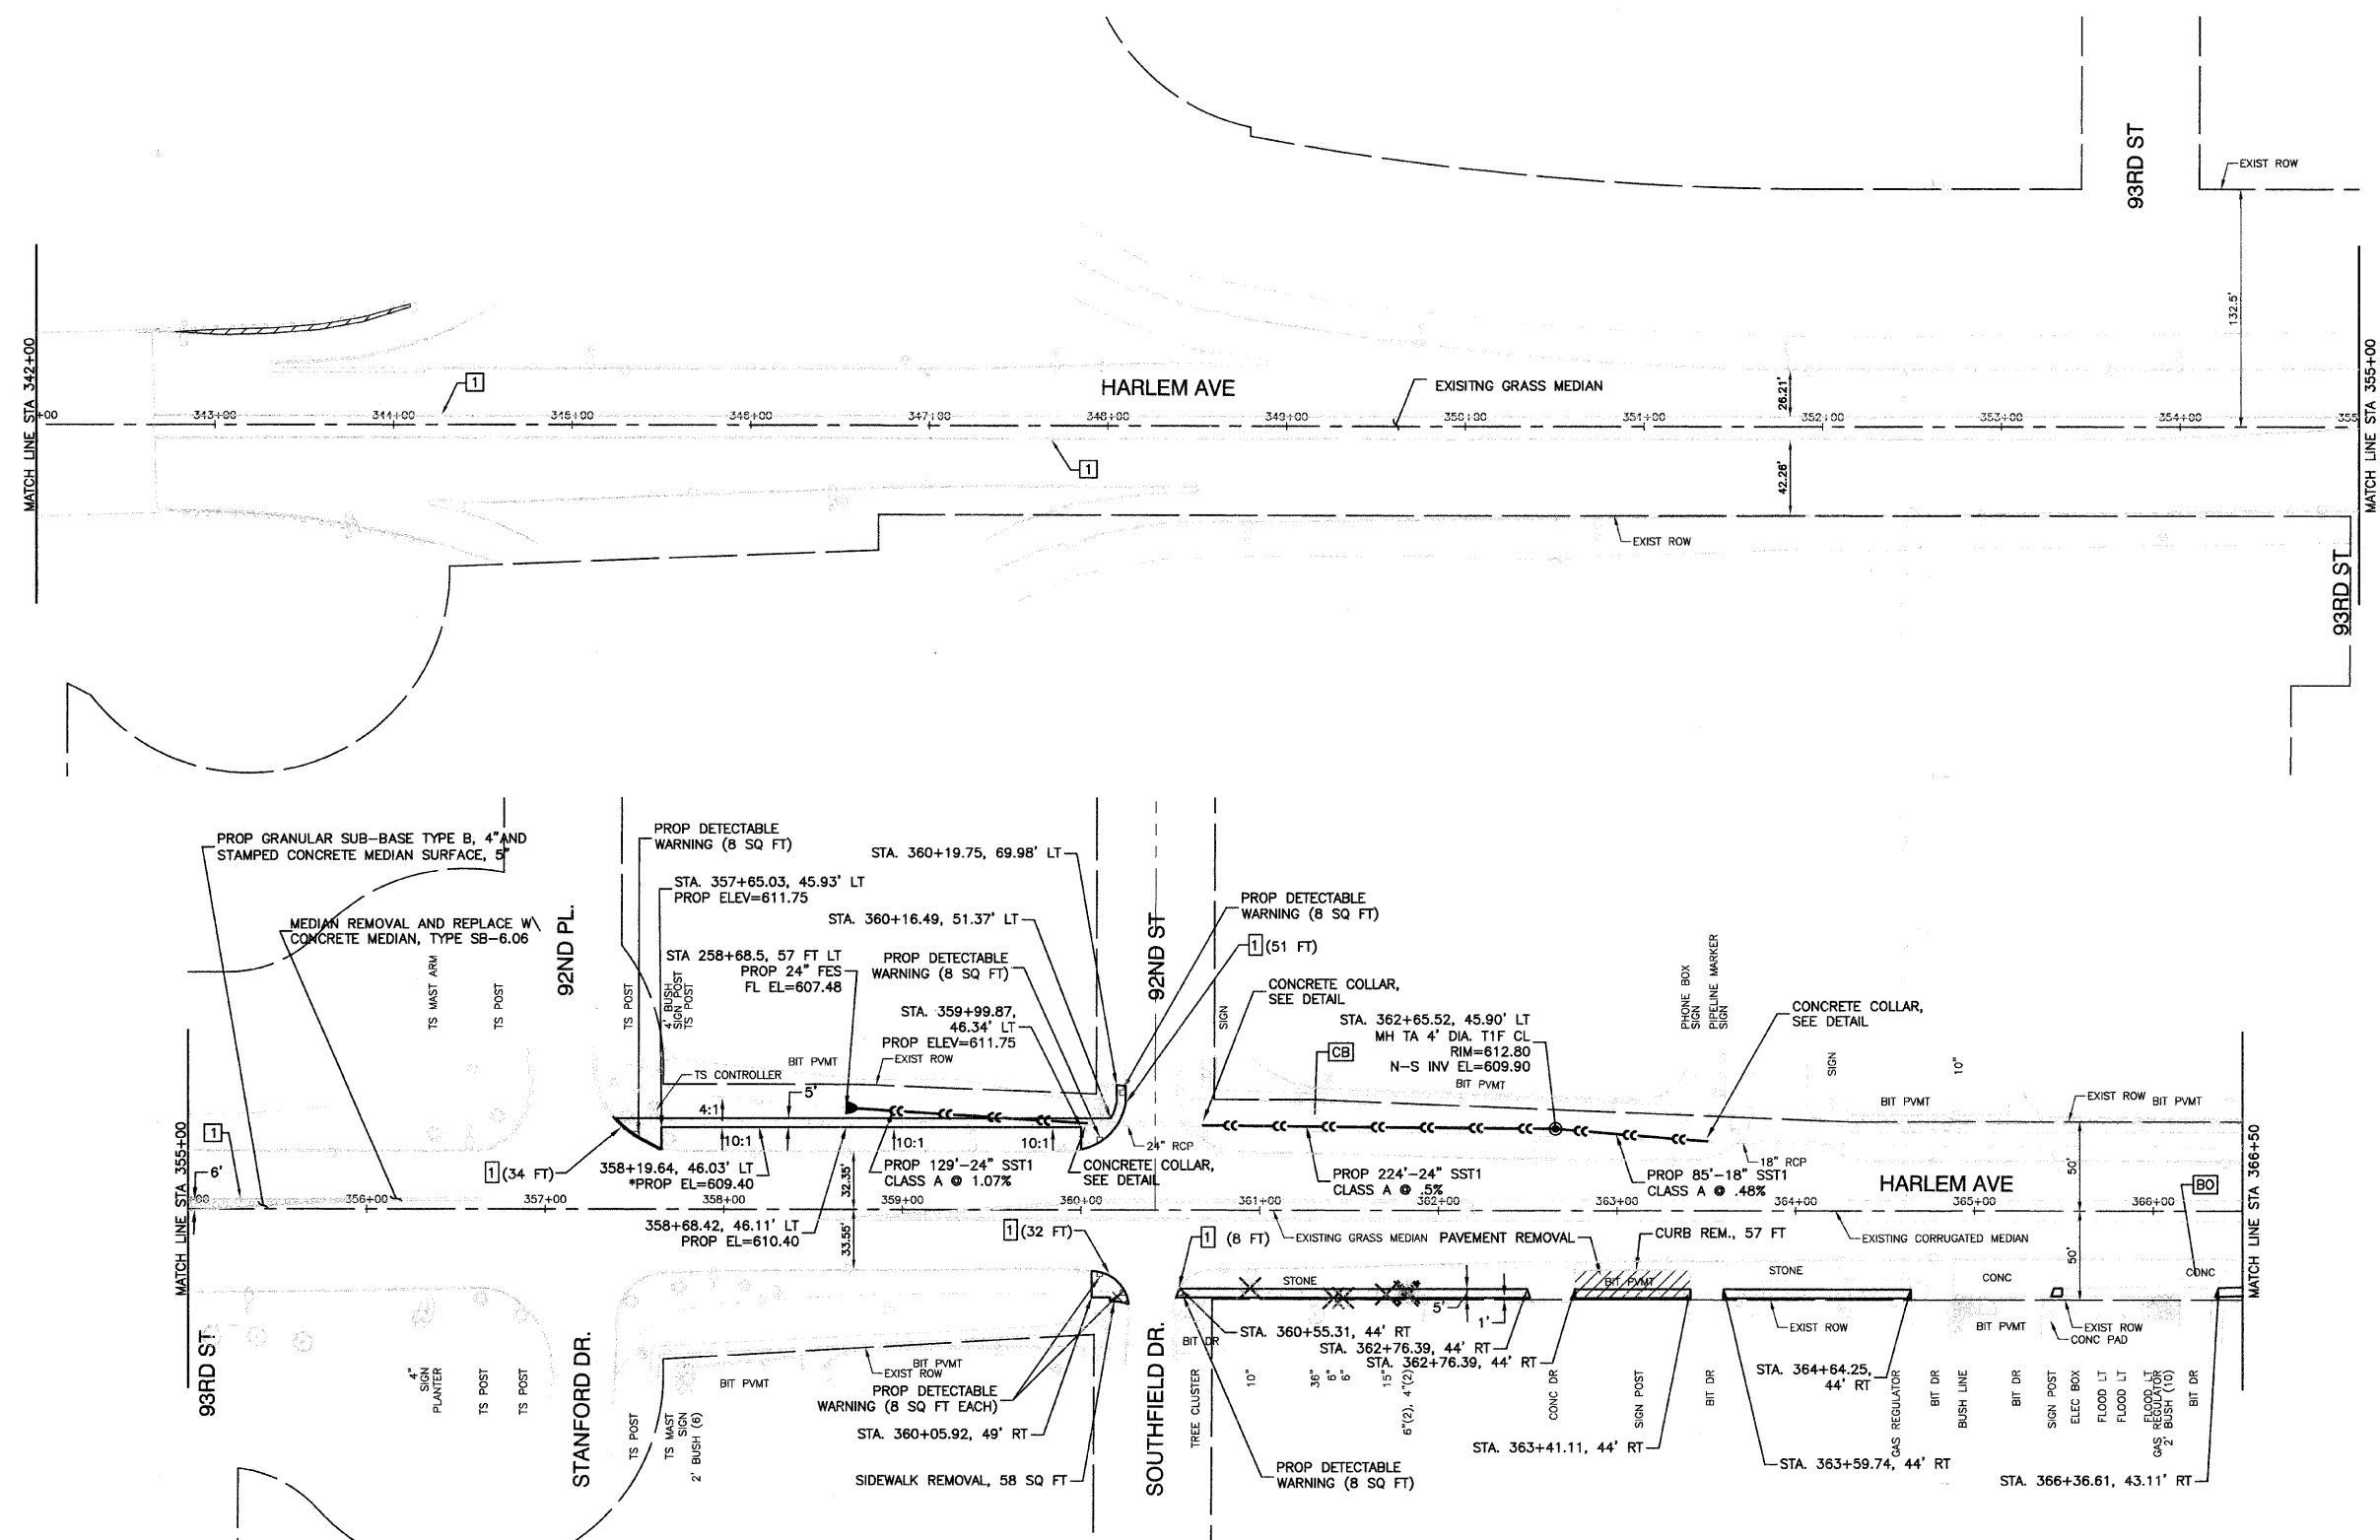 93RD ST
EXIST ROW
132.5'
MATCH LINE STA 342+00
MATCH LINE STA 355+00
1
HARLEM AVE
EXISITNG GRASS MEDIAN
26.21'
+00
343+00
344+00
345+00
346+00
347+00
348+00
349+00
350+00
351+00
352+00
353+00
354+00
355
1
42.26'
EXIST ROW
93RD ST
PROP GRANULAR SUB-BASE TYPE B, 4"AND
STAMPED CONCRETE MEDIAN SURFACE, 5"
MEDIAN REMOVAL AND REPLACE W\
CONCRETE MEDIAN, TYPE SB-6.06
TS MAST ARM
TS POST
92ND PL.
TS POST
4' BUSH
SIGN POST
TS POST
PROP DETECTABLE
WARNING (8 SQ FT)
STA. 357+65.03, 45.93' LT
PROP ELEV=611.75
STA 258+68.5, 57 FT LT
PROP 24" FES
FL EL=607.48
STA. 360+19.75, 69.98' LT
STA. 360+16.49, 51.37' LT
PROP DETECTABLE
WARNING (8 SQ FT)
STA. 359+99.87,
46.34' LT
PROP ELEV=611.75
EXIST ROW
BIT PVMT
TS CONTROLLER
92ND ST
PROP DETECTABLE
WARNING (8 SQ FT)
1 (51 FT)
SIGN
CONCRETE COLLAR,
SEE DETAIL
STA. 362+65.52, 45.90' LT
MH TA 4' DIA. T1F CL
RIM=612.80
N-S INV EL=609.90
BIT PVMT
CB
PHONE BOX
SIGN
PIPELINE MARKER
SIGN
CONCRETE COLLAR,
SEE DETAIL
SIGN
10"
BIT PVMT
EXIST ROW
BIT PVMT
4:1
5'
10:1
10:1
10:1
24" RCP
18" RCP
1
6'
1 (34 FT)
358+19.64, 46.03' LT
*PROP EL=609.40
PROP 129'-24" SST1
CLASS A @ 1.07%
CONCRETE COLLAR,
SEE DETAIL
PROP 224'-24" SST1
CLASS A @ .5%
PROP 85'-18" SST1
CLASS A @ .48%
HARLEM AVE
50'
BO
MATCH LINE STA 355+00
MATCH LINE STA 366+50
32.35'
356+00
357+00
358+00
359+00
360+00
361+00
362+00
363+00
364+00
365+00
366+00
358+68.42, 46.11' LT
PROP EL=610.40
33.55'
1 (32 FT)
1 (8 FT)
EXISTING GRASS MEDIAN
PAVEMENT REMOVAL
CURB REM., 57 FT
EXISTING CORRUGATED MEDIAN
50'
STONE
BIT PVMT
STONE
CONC
CONC
5'
1'
93RD ST
STANFORD DR.
SOUTHFIELD DR.
BIT DR
STA. 360+55.31, 44' RT
STA. 362+76.39, 44' RT
STA. 362+76.39, 44' RT
EXIST ROW
BIT PVMT
EXIST ROW
CONC PAD
STA. 364+64.25,
44' RT
4"
SIGN
PLANTER
TS POST
TS POST
TS POST
TS MAST
SIGN
2' BUSH (6)
BIT PVMT
BIT PVMT
EXIST ROW
PROP DETECTABLE
WARNING (8 SQ FT EACH)
STA. 360+05.92, 49' RT
SIDEWALK REMOVAL, 58 SQ FT
TREE CLUSTER
10"
36"
6"
6"
15"
6"(2), 4"(2)
CONC DR
SIGN POST
BIT DR
GAS REGULATOR
BIT DR
BUSH LINE
BIT DR
SIGN POST
ELEC BOX
FLOOD LT
FLOOD LT
FLOOD LT
GAS REGULATOR
2' BUSH (10)
BIT DR
STA. 363+41.11, 44' RT
STA. 363+59.74, 44' RT
STA. 366+36.61, 43.11' RT
PROP DETECTABLE
WARNING (8 SQ FT)